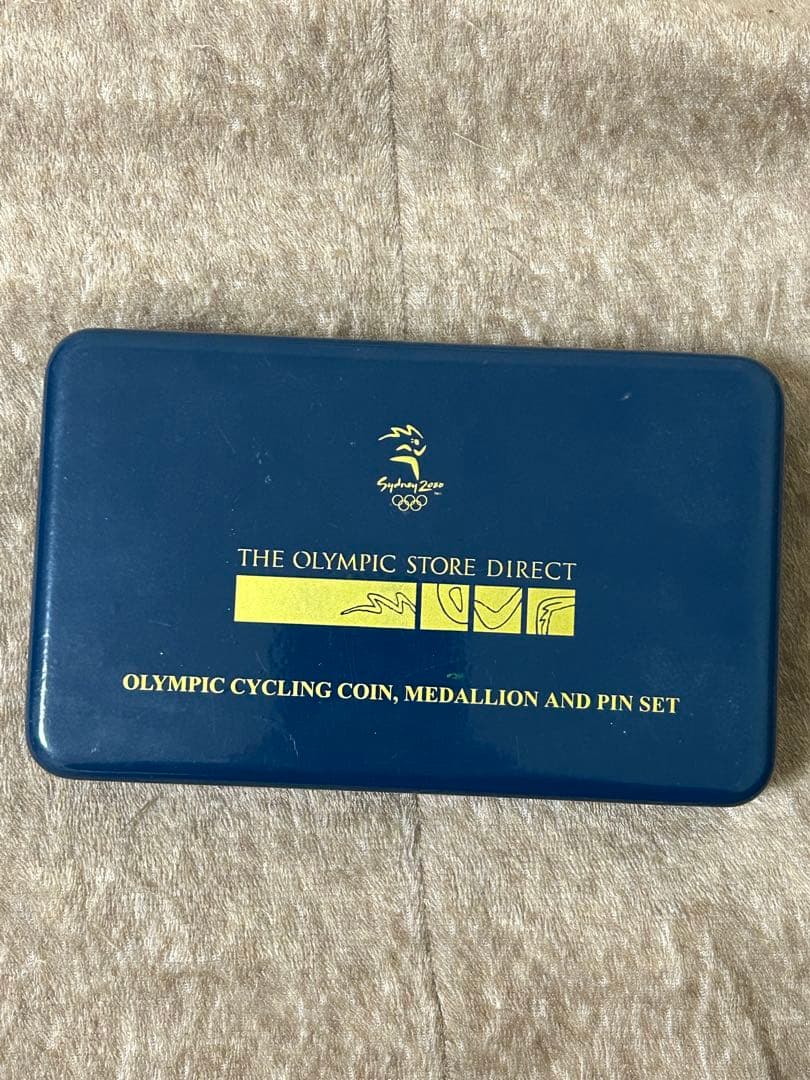 Sydney 2000
THE OLYMPIC STORE DIRECT
OLYMPIC CYCLING COIN, MEDALLION AND PIN SET